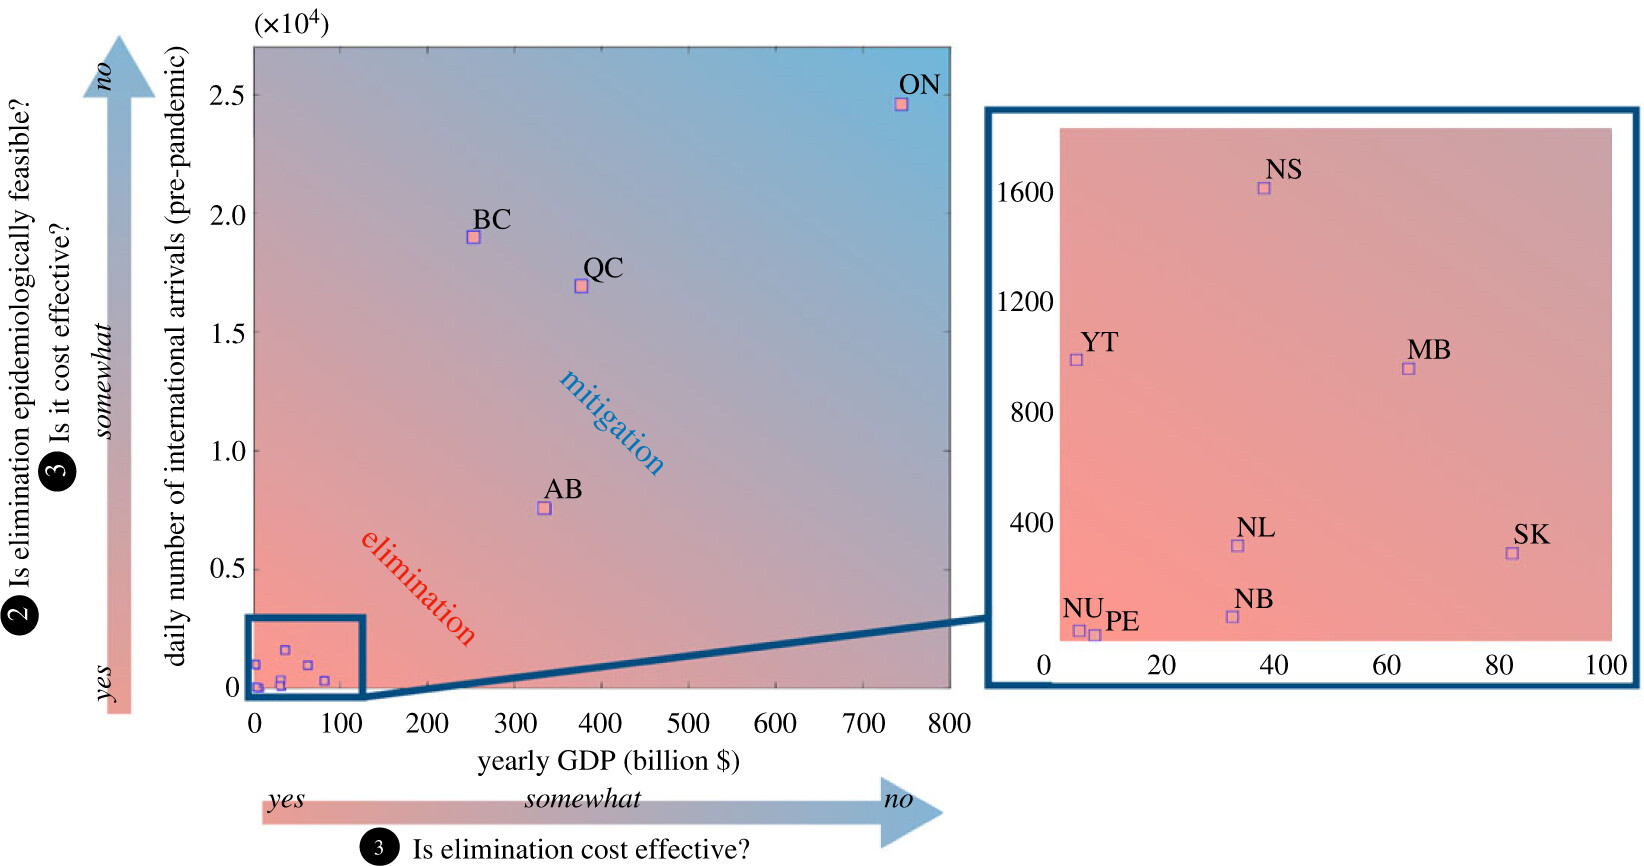 (×10⁴)
2.5
2.0
1.5
1.0
0.5
0
0
100
200
300
400
500
600
700
800
yearly GDP (billion $)
daily number of international arrivals (pre-pandemic)
❷ Is elimination epidemiologically feasible?
❸ Is it cost effective?
no
somewhat
yes
ON
BC
QC
AB
mitigation
elimination
yes
somewhat
no
❸ Is elimination cost effective?
1600
1200
800
400
0
20
40
60
80
100
NS
YT
MB
NL
SK
NB
NU
PE